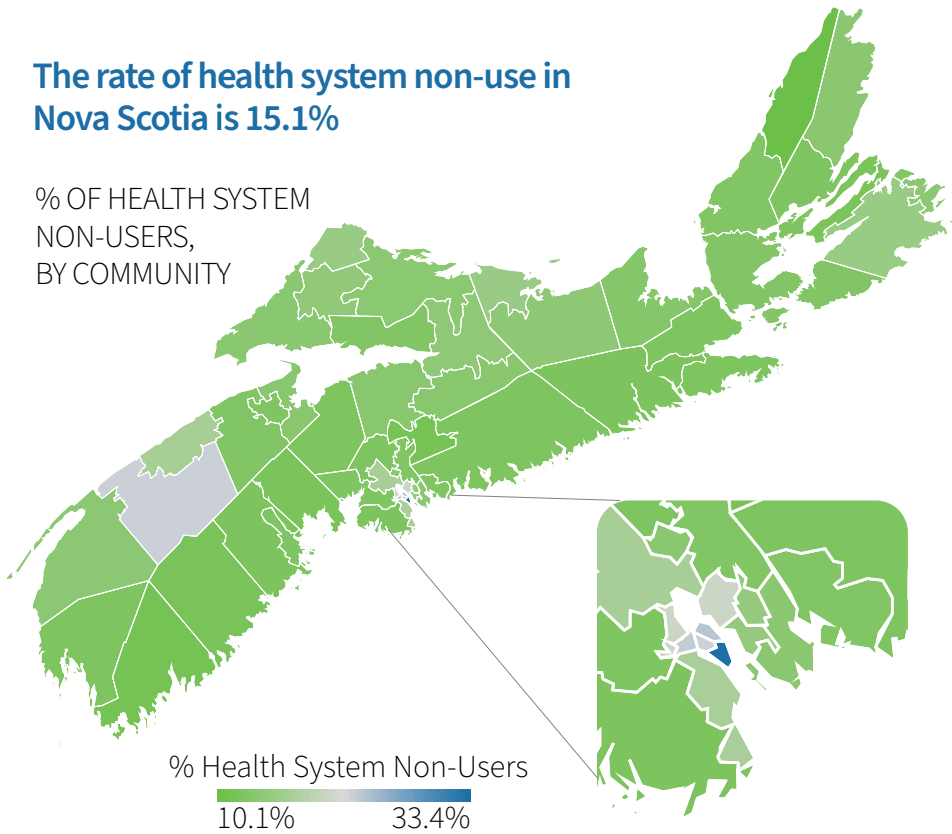 The rate of health system non-use in
Nova Scotia is 15.1%
% OF HEALTH SYSTEM
NON-USERS,
BY COMMUNITY
% Health System Non-Users
10.1% 33.4%